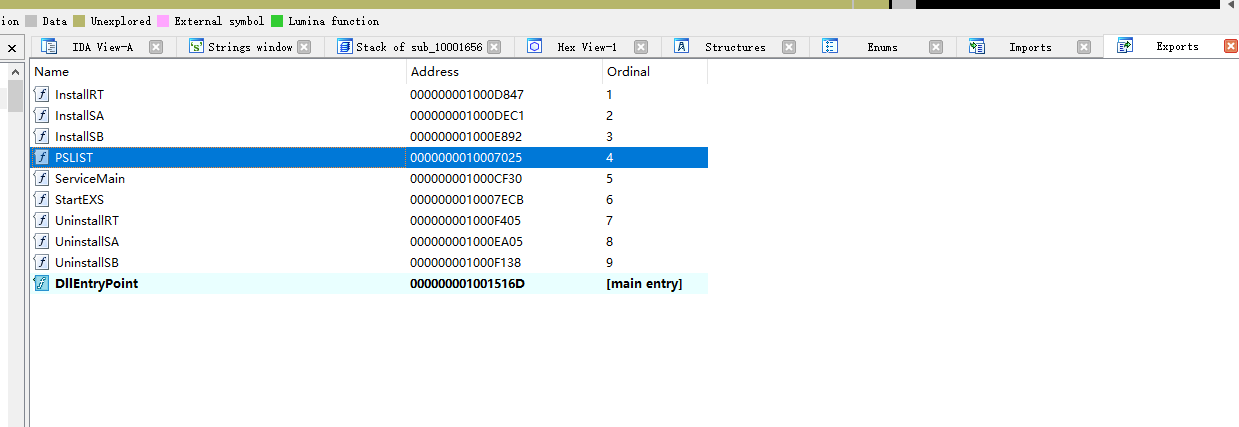 ion Data Unexplored External symbol Lumina function
IDA View-A Strings window Stack of sub_10001656 Hex View-1 Structures Enums Imports Exports
Name Address Ordinal
InstallRT 000000001000D847 1
InstallSA 000000001000DEC1 2
InstallSB 000000001000E892 3
PSLIST 0000000010007025 4
ServiceMain 000000001000CF30 5
StartEXS 0000000010007ECB 6
UninstallRT 000000001000F405 7
UninstallSA 000000001000EA05 8
UninstallSB 000000001000F138 9
DllEntryPoint 000000001001516D [main entry]